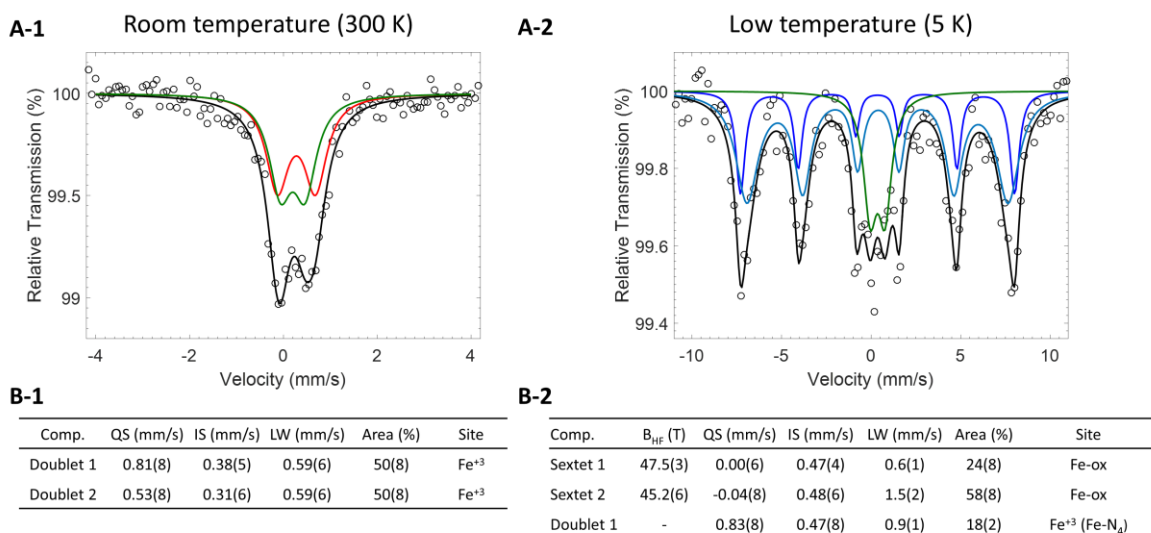 A-1
Room temperature (300 K)
Relative Transmission (%)
100
99.5
99
-4
-2
0
2
4
Velocity (mm/s)
A-2
Low temperature (5 K)
Relative Transmission (%)
100
99.8
99.6
99.4
-10
-5
0
5
10
Velocity (mm/s)
B-1
Comp. QS (mm/s) IS (mm/s) LW (mm/s) Area (%) Site
Doublet 1 0.81(8) 0.38(5) 0.59(6) 50(8) Fe⁺³
Doublet 2 0.53(8) 0.31(6) 0.59(6) 50(8) Fe⁺³
B-2
Comp. B_HF (T) QS (mm/s) IS (mm/s) LW (mm/s) Area (%) Site
Sextet 1 47.5(3) 0.00(6) 0.47(4) 0.6(1) 24(8) Fe-ox
Sextet 2 45.2(6) -0.04(8) 0.48(6) 1.5(2) 58(8) Fe-ox
Doublet 1 - 0.83(8) 0.47(8) 0.9(1) 18(2) Fe⁺³ (Fe-N₄)